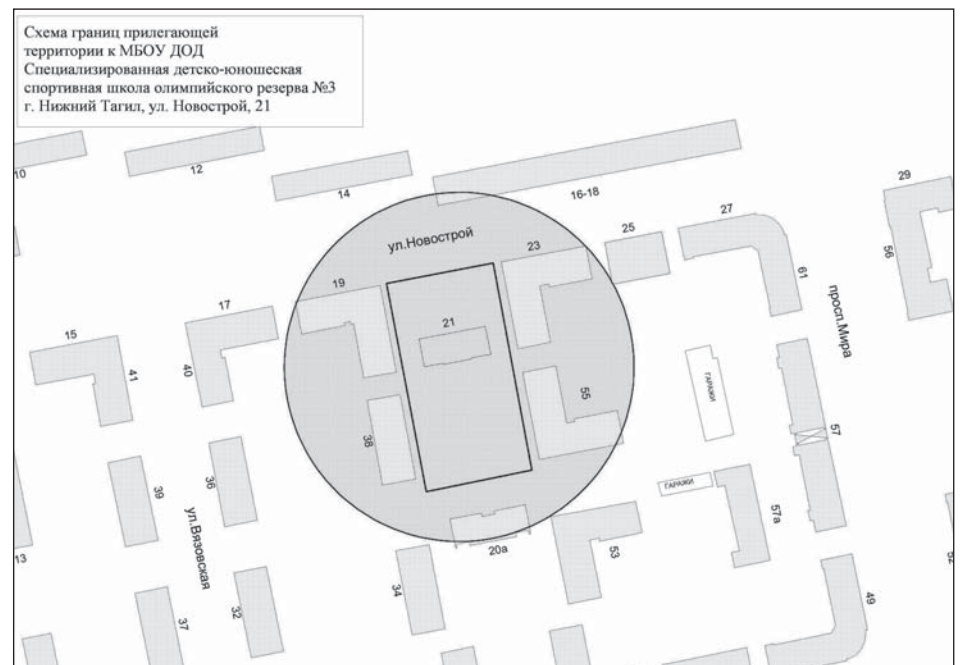 Схема границ прилегающей
территории к МБОУ ДОД
Специализированная детско-юношеская
спортивная школа олимпийского резерва №3
г. Нижний Тагил, ул. Новострой, 21
10
12
14
16-18
29
27
25
23
ул.Новострой
56
61
19
17
21
просп.Мира
15
41
40
ГАРАЖИ
55
57
38
39
36
ГАРАЖИ
57а
ул.Вязовская
20а
53
13
52
34
32
37
49